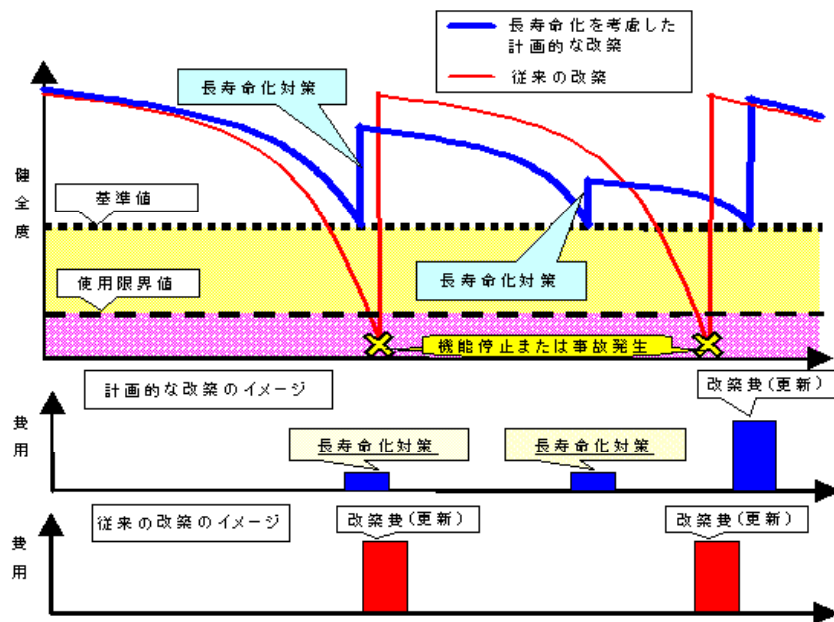 長寿命化を考慮した
計画的な改築
従来の改築
長寿命化対策
健全度
基準値
長寿命化対策
使用限界値
機能停止または事故発生
計画的な改築のイメージ
改築費(更新)
費用
長寿命化対策
長寿命化対策
従来の改築のイメージ
改築費(更新)
改築費(更新)
費用